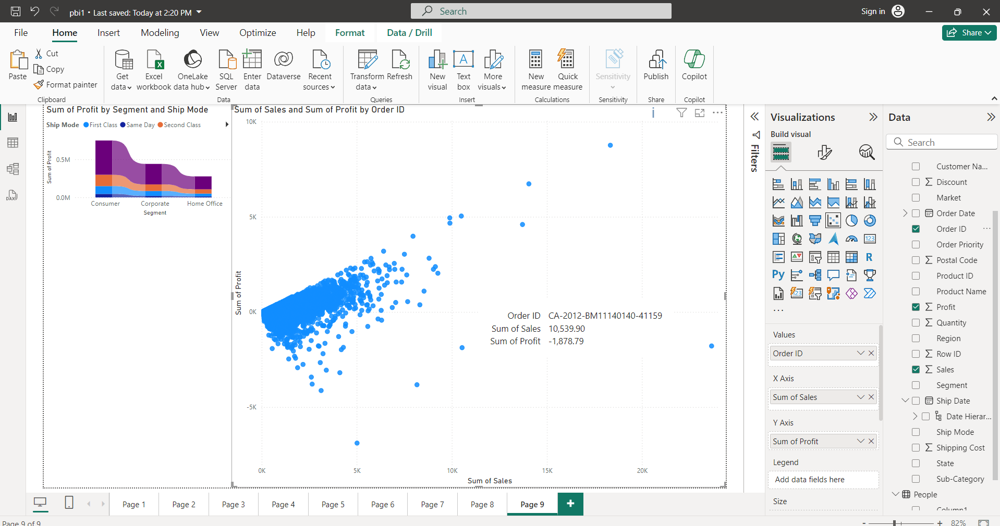 pbi1 • Last saved: Today at 2:20 PM
Search
Sign in
File
Home
Insert
Modeling
View
Optimize
Help
Format
Data / Drill
Share
Paste
Cut
Copy
Format painter
Clipboard
Get
data
Excel
workbook
OneLake
data hub
SQL
Server
Enter
data
Dataverse
Recent
sources
Data
Transform
data
Refresh
Queries
New
visual
Text
box
More
visuals
Insert
New
measure
Quick
measure
Calculations
Sensitivity
Sensitivity
Publish
Share
Copilot
Copilot
Sum of Profit by Segment and Ship Mode
Ship Mode First Class Same Day Second Class
Sum of Profit
0.5M
0.0M
Consumer Corporate Home Office
Segment
Sum of Sales and Sum of Profit by Order ID
10K
5K
0K
-5K
Sum of Profit
0K 5K 10K 15K 20K
Sum of Sales
Order ID CA-2012-BM11140140-41159
Sum of Sales 10,539.90
Sum of Profit -1,878.79
Filters
Visualizations
Build visual
123
R
Py
123
Values
Order ID
X Axis
Sum of Sales
Y Axis
Sum of Profit
Legend
Add data fields here
Size
Data
Search
Customer Na...
Discount
Market
Order Date
Order ID
Order Priority
Postal Code
Product ID
Product Name
Profit
Quantity
Region
Row ID
Sales
Segment
Ship Date
Date Hierar...
Ship Mode
Shipping Cost
State
Sub-Category
People
Column1
DAX
Page 1
Page 2
Page 3
Page 4
Page 5
Page 6
Page 7
Page 8
Page 9
Page 9 of 9
82%